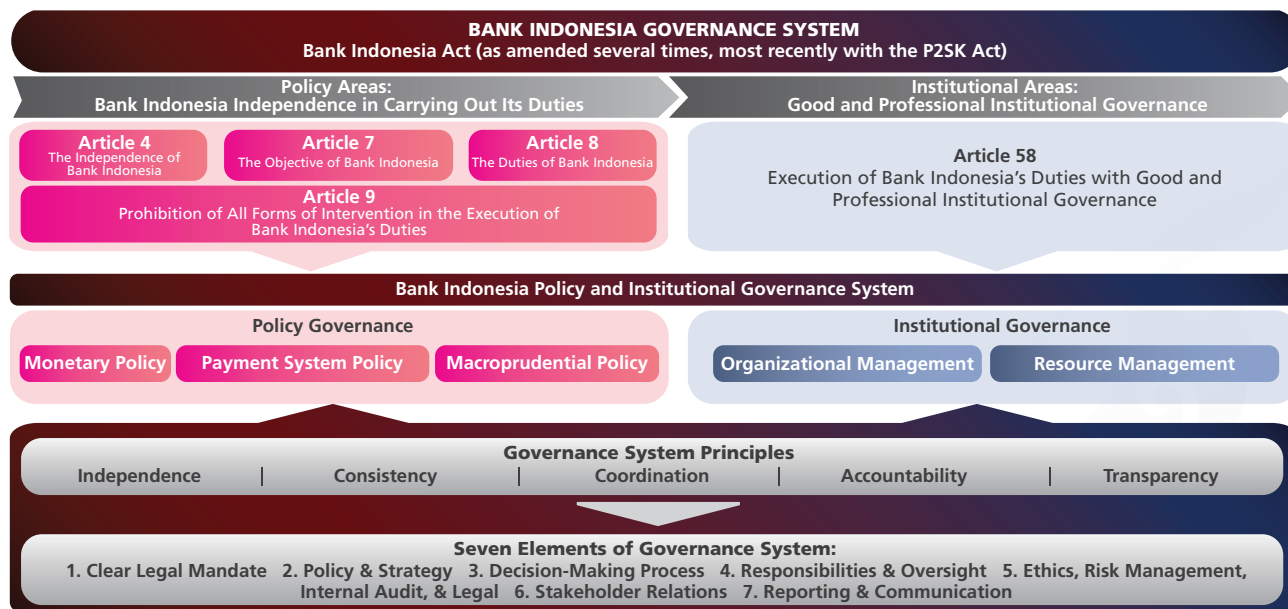 BANK INDONESIA GOVERNANCE SYSTEM
Bank Indonesia Act (as amended several times, most recently with the P2SK Act)
Policy Areas:
Bank Indonesia Independence in Carrying Out Its Duties
Institutional Areas:
Good and Professional Institutional Governance
Article 4
The Independence of
Bank Indonesia
Article 7
The Objective of Bank Indonesia
Article 8
The Duties of Bank Indonesia
Article 9
Prohibition of All Forms of Intervention in the Execution of
Bank Indonesia's Duties
Article 58
Execution of Bank Indonesia's Duties with Good and
Professional Institutional Governance
Bank Indonesia Policy and Institutional Governance System
Policy Governance
Monetary Policy
Payment System Policy
Macroprudential Policy
Institutional Governance
Organizational Management
Resource Management
Governance System Principles
Independence | Consistency | Coordination | Accountability | Transparency
Seven Elements of Governance System:
1. Clear Legal Mandate 2. Policy & Strategy 3. Decision-Making Process 4. Responsibilities & Oversight 5. Ethics, Risk Management,
Internal Audit, & Legal 6. Stakeholder Relations 7. Reporting & Communication